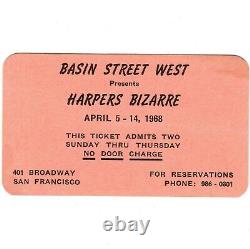 BASIN STREET WEST
Presents
HARPERS BIZARRE
APRIL 5 - 14, 1968
THIS TICKET ADMITS TWO
SUNDAY THRU THURSDAY
NO DOOR CHARGE
401 BROADWAY
SAN FRANCISCO
FOR RESERVATIONS
PHONE: 986 - 0801
ebay